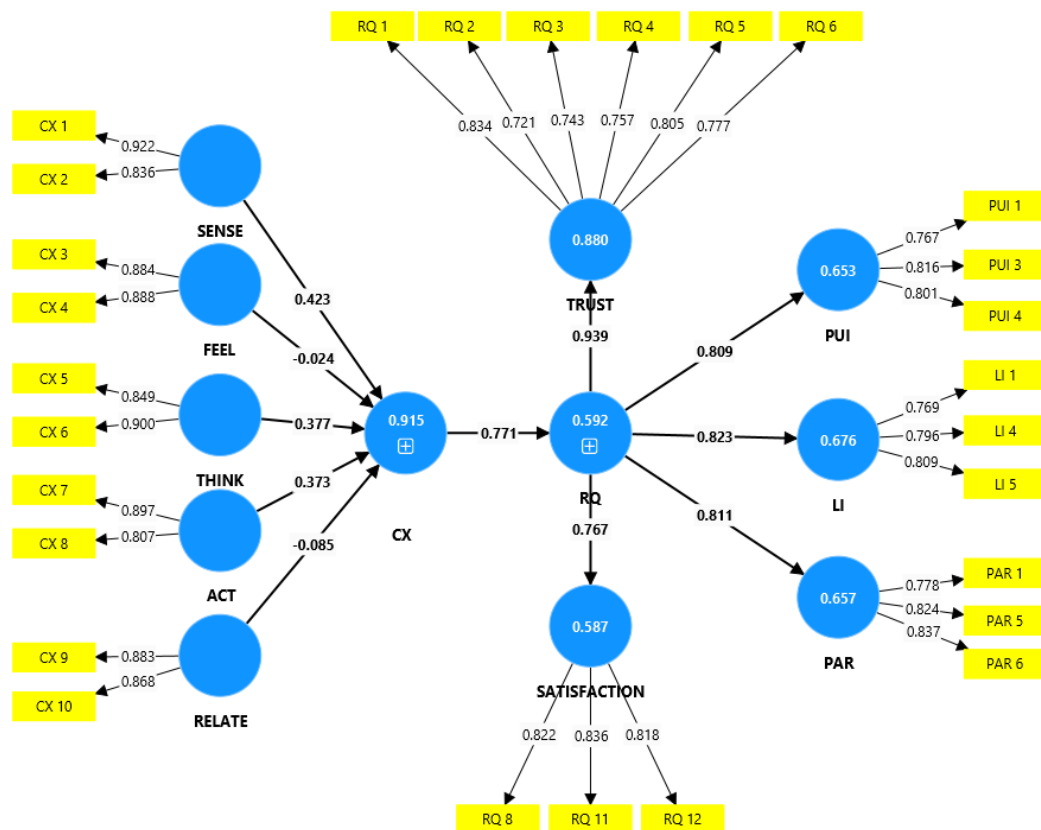 RQ 1 RQ 2 RQ 3 RQ 4 RQ 5 RQ 6
0.834 0.721 0.743 0.757 0.805 0.777
CX 1
0.922
CX 2
0.836
SENSE
CX 3
0.884
CX 4
0.888
FEEL
CX 5
0.849
CX 6
0.900
THINK
CX 7
0.897
CX 8
0.807
ACT
CX 9
0.883
CX 10
0.868
RELATE
0.423
-0.024
0.377
0.373
-0.085
0.915
CX
0.771
0.880
TRUST
0.939
0.592
RQ
0.767
0.587
SATISFACTION
0.822 0.836 0.818
RQ 8 RQ 11 RQ 12
0.809
0.823
0.811
0.653
PUI
0.767
PUI 1
0.816
PUI 3
0.801
PUI 4
0.676
LI
0.769
LI 1
0.796
LI 4
0.809
LI 5
0.657
PAR
0.778
PAR 1
0.824
PAR 5
0.837
PAR 6